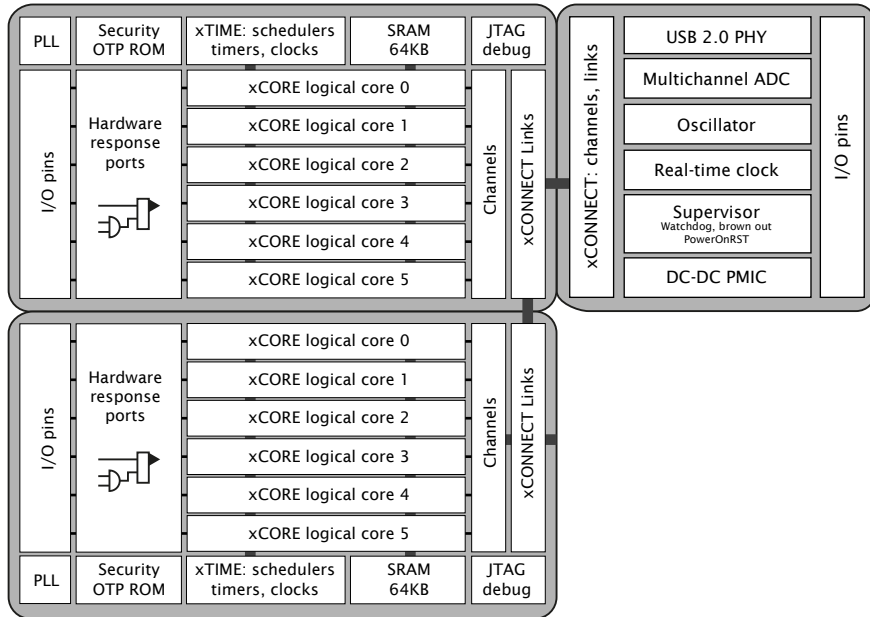 PLL
Security
OTP ROM
xTIME: schedulers
timers, clocks
SRAM
64KB
JTAG
debug
I/O pins
Hardware
response
ports
xCORE logical core 0
xCORE logical core 1
xCORE logical core 2
xCORE logical core 3
xCORE logical core 4
xCORE logical core 5
Channels
xCONNECT Links
xCONNECT: channels, links
USB 2.0 PHY
Multichannel ADC
Oscillator
Real-time clock
Supervisor
Watchdog, brown out
PowerOnRST
DC-DC PMIC
I/O pins
I/O pins
Hardware
response
ports
xCORE logical core 0
xCORE logical core 1
xCORE logical core 2
xCORE logical core 3
xCORE logical core 4
xCORE logical core 5
Channels
xCONNECT Links
PLL
Security
OTP ROM
xTIME: schedulers
timers, clocks
SRAM
64KB
JTAG
debug